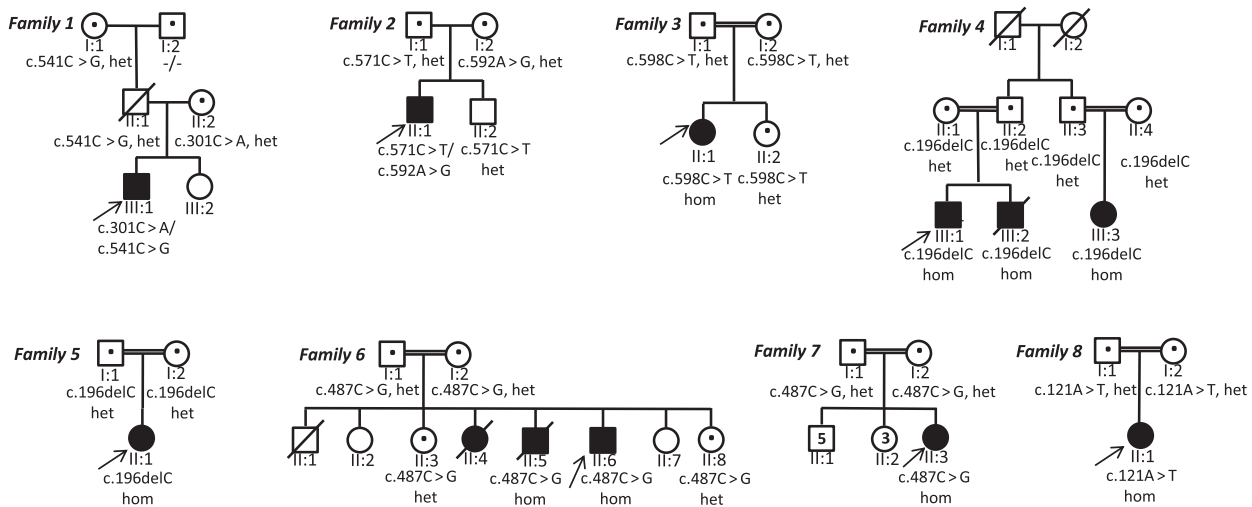 Family 1
I:1
I:2
c.541C > G, het
-/-
II:1
II:2
c.541C > G, het
c.301C > A, het
III:1
III:2
c.301C > A/
c.541C > G
Family 2
I:1
I:2
c.571C > T, het
c.592A > G, het
II:1
II:2
c.571C > T/
c.592A > G
c.571C > T
het
Family 3
I:1
I:2
c.598C > T, het
c.598C > T, het
II:1
II:2
c.598C > T
hom
c.598C > T
het
Family 4
I:1
I:2
II:1
II:2
II:3
II:4
c.196delC
het
c.196delC
het
c.196delC
het
c.196delC
het
III:1
III:2
III:3
c.196delC
hom
c.196delC
hom
c.196delC
hom
Family 5
I:1
I:2
c.196delC
het
c.196delC
het
II:1
c.196delC
hom
Family 6
I:1
I:2
c.487C > G, het
c.487C > G, het
II:1
II:2
II:3
II:4
II:5
II:6
II:7
II:8
c.487C > G
het
c.487C > G
hom
c.487C > G
hom
c.487C > G
het
Family 7
I:1
I:2
c.487C > G, het
c.487C > G, het
5
3
II:1
II:2
II:3
c.487C > G
hom
Family 8
I:1
I:2
c.121A > T, het
c.121A > T, het
II:1
c.121A > T
hom